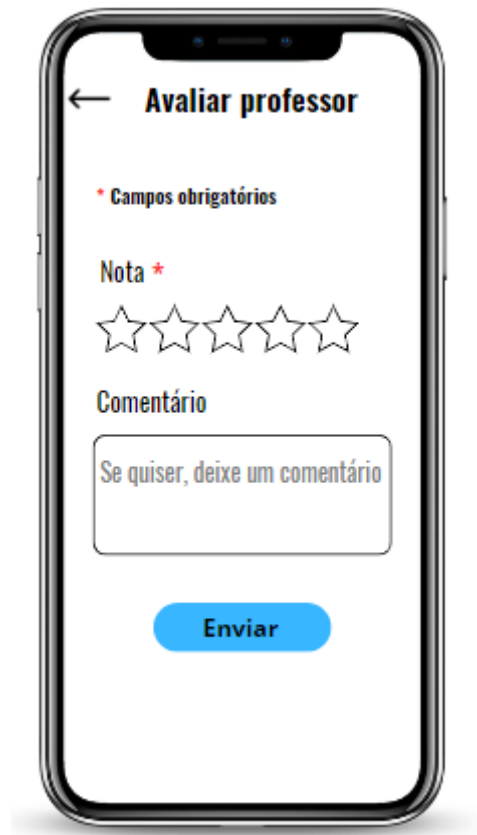 Avaliar professor
* Campos obrigatórios
Nota *
Comentário
Se quiser, deixe um comentário
Enviar